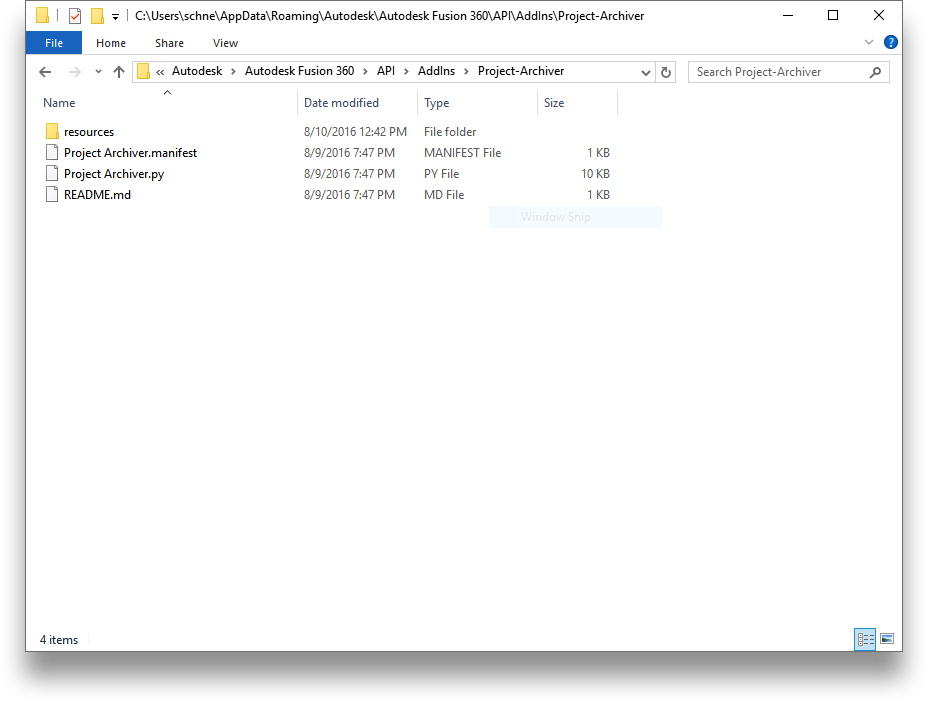 C:\Users\schne\AppData\Roaming\Autodesk\Autodesk Fusion 360\API\AddIns\Project-Archiver
File Home Share View
« Autodesk › Autodesk Fusion 360 › API › AddIns › Project-Archiver Search Project-Archiver
Name Date modified Type Size
resources 8/10/2016 12:42 PM File folder
Project Archiver.manifest 8/9/2016 7:47 PM MANIFEST File 1 KB
Project Archiver.py 8/9/2016 7:47 PM PY File 10 KB
README.md 8/9/2016 7:47 PM MD File 1 KB
Window Snip
4 items